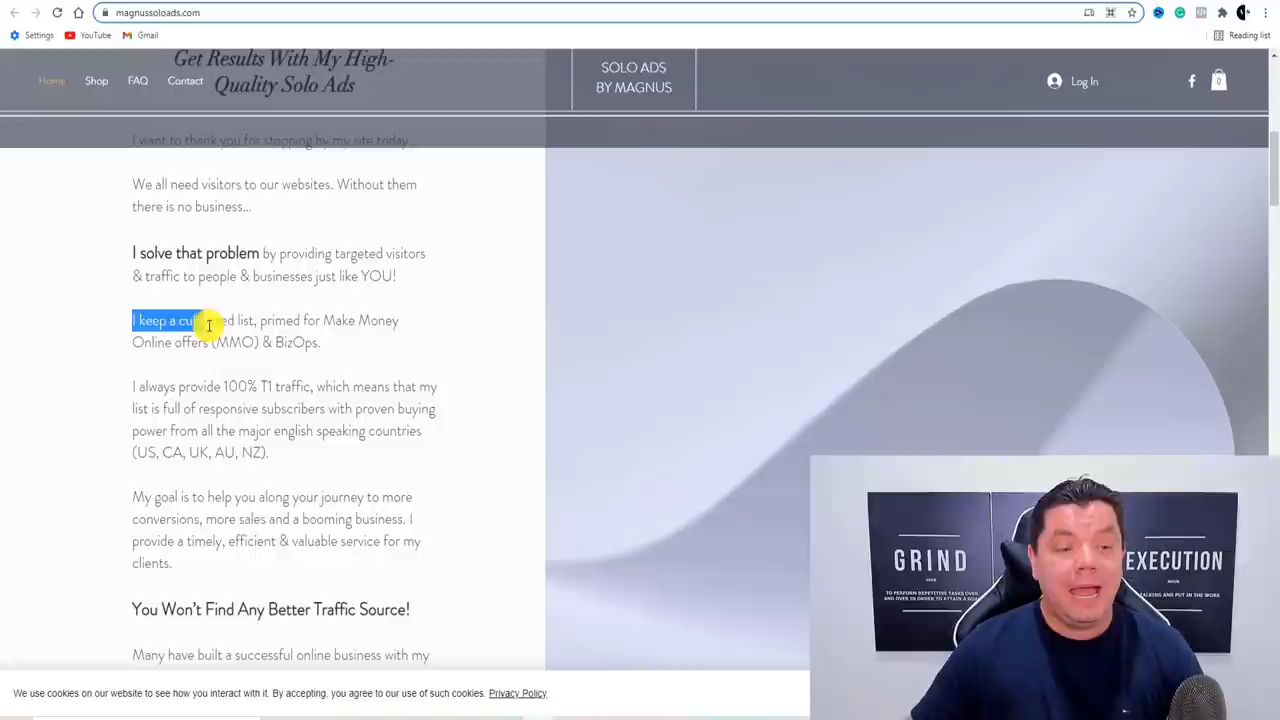 magnussoloads.com
Settings
YouTube
Gmail
Reading list
Get Results With My High-
Quality Solo Ads
Home
Shop
FAQ
Contact
SOLO ADS
BY MAGNUS
Log In
0
I want to thank you for stopping by my site today...
We all need visitors to our websites. Without them
there is no business...
I solve that problem by providing targeted visitors
& traffic to people & businesses just like YOU!
I keep a list, primed for Make Money
Online offers (MMO) & BizOps.
I always provide 100% T1 traffic, which means that my
list is full of responsive subscribers with proven buying
power from all the major english speaking countries
(US, CA, UK, AU, NZ).
My goal is to help you along your journey to more
conversions, more sales and a booming business. I
provide a timely, efficient & valuable service for my
clients.
You Won't Find Any Better Traffic Source!
Many have built a successful online business with my
GRIND
TO PERFORM REPETITIVE TASKS OVER
AND OVER IN ORDER TO ATTAIN A GOAL
EXECUTION
NOUN
TALKING AND PUT IN THE WORK
We use cookies on our website to see how you interact with it. By accepting, you agree to our use of such cookies. Privacy Policy